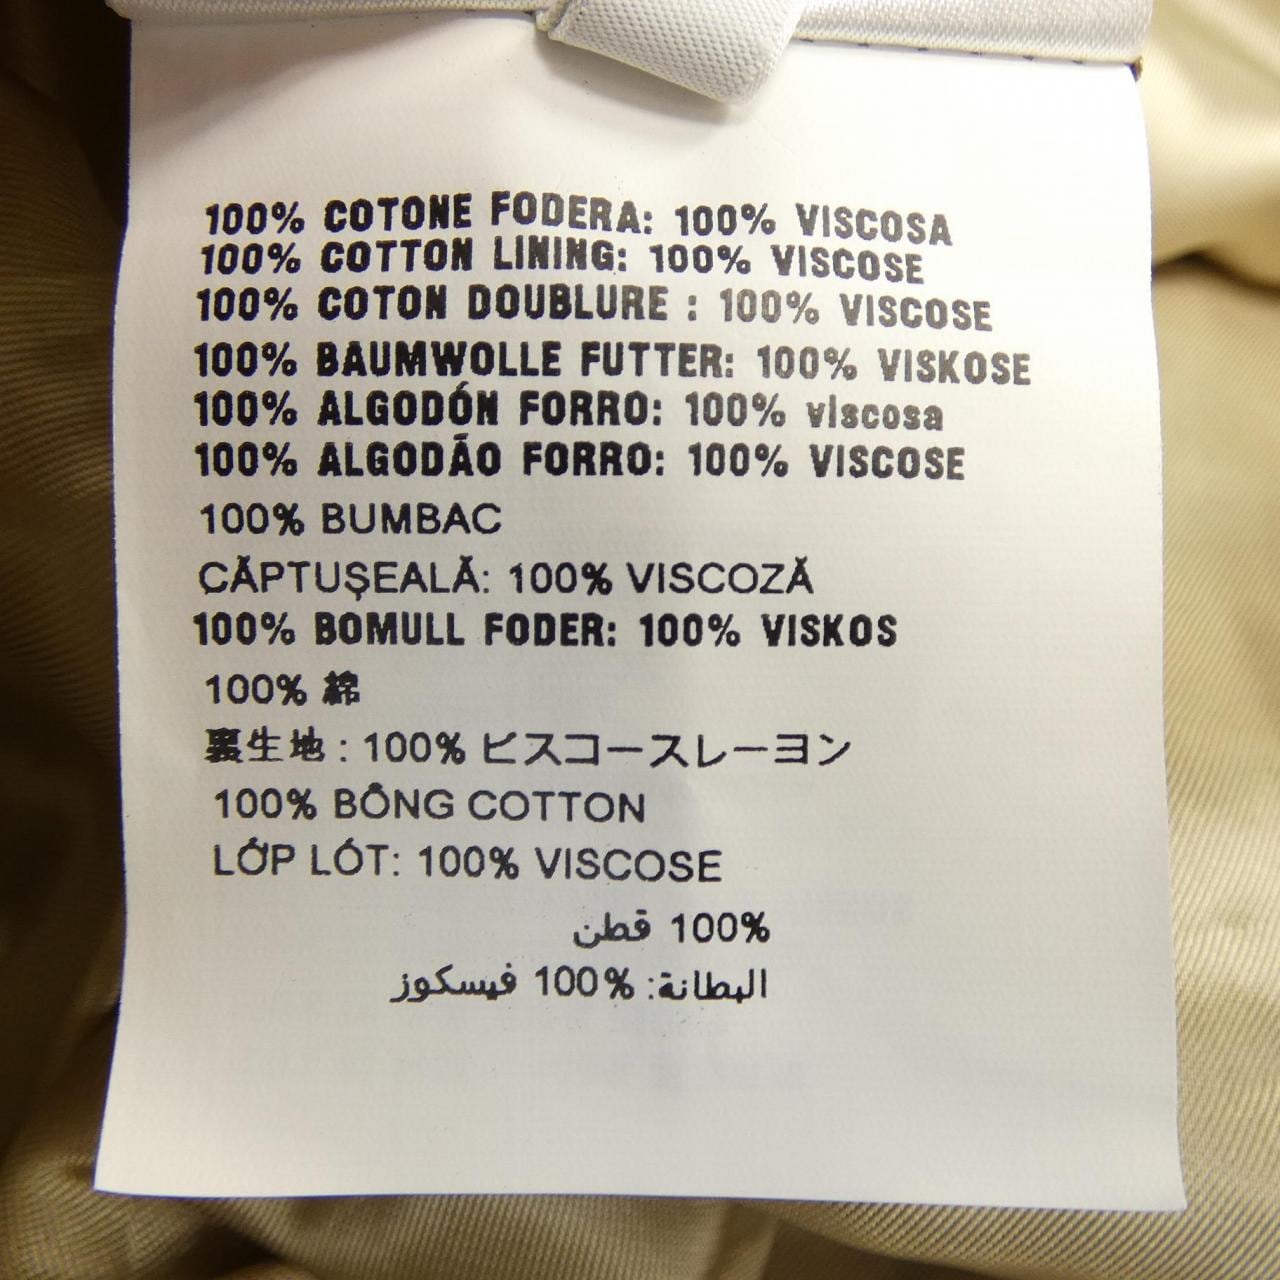 100% COTONE FODERA: 100% VISCOSA
100% COTTON LINING: 100% VISCOSE
100% COTON DOUBLURE : 100% VISCOSE
100% BAUMWOLLE FUTTER: 100% VISKOSE
100% ALGODÓN FORRO: 100% viscosa
100% ALGODÃO FORRO: 100% VISCOSE
100% BUMBAC
CĂPTUŞEALĂ: 100% VISCOZĂ
100% BOMULL FODER: 100% VISKOS
100% 綿
裏生地 : 100% ビスコースレーヨン
100% BÔNG COTTON
LỚP LÓT: 100% VISCOSE
100% قطن
البطانة: 100% فيسكوز